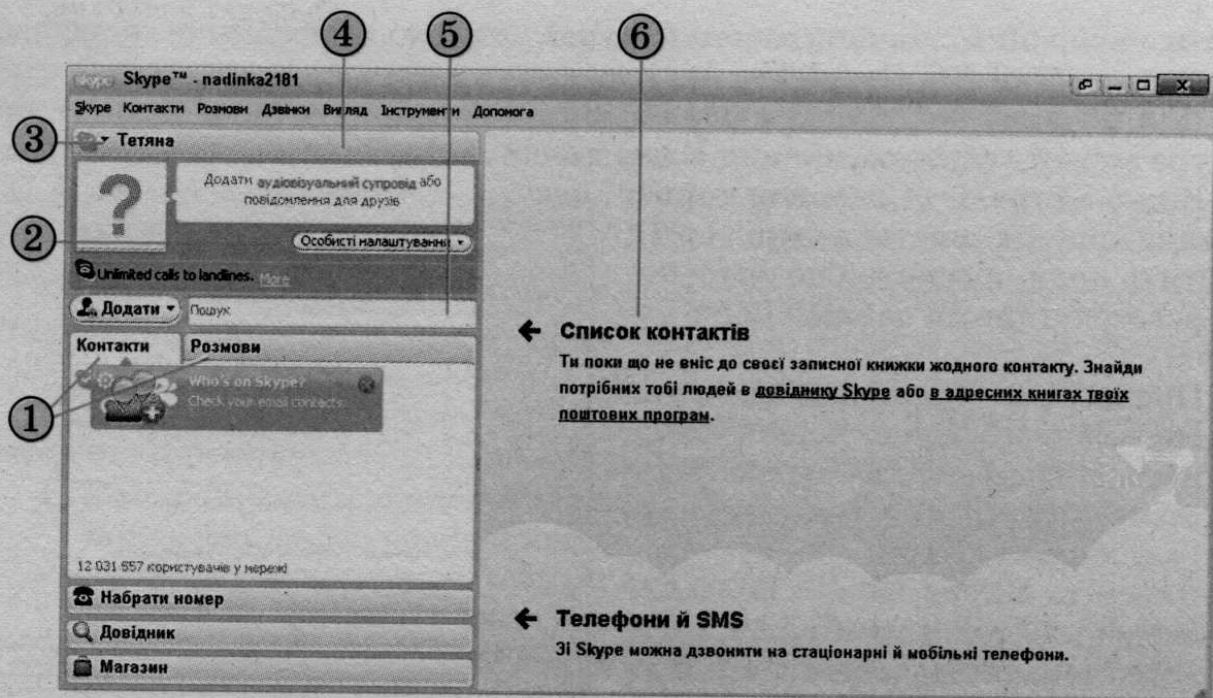 4 5 6
Skype™ - nadinka2181
Skype Контакти Розмови Дзвінки Вигляд Інструменти Допомога
3
Тетяна
?
Додати аудіовізуальний супровід або
повідомлення для друзів
2
Особисті налаштування
Unlimited calls to landlines. More
Додати
Пошук
Контакти
Розмови
Who's on Skype?
Check your email contacts
1
Список контактів
Ти поки що не вніс до своєї записної книжки жодного контакту. Знайди
потрібних тобі людей в довіднику Skype або в адресних книгах твоїх
поштових програм.
12 031 557 користувачів у мережі
Набрати номер
Довідник
Магазин
Телефони й SMS
Зі Skype можна дзвонити на стаціонарні й мобільні телефони.